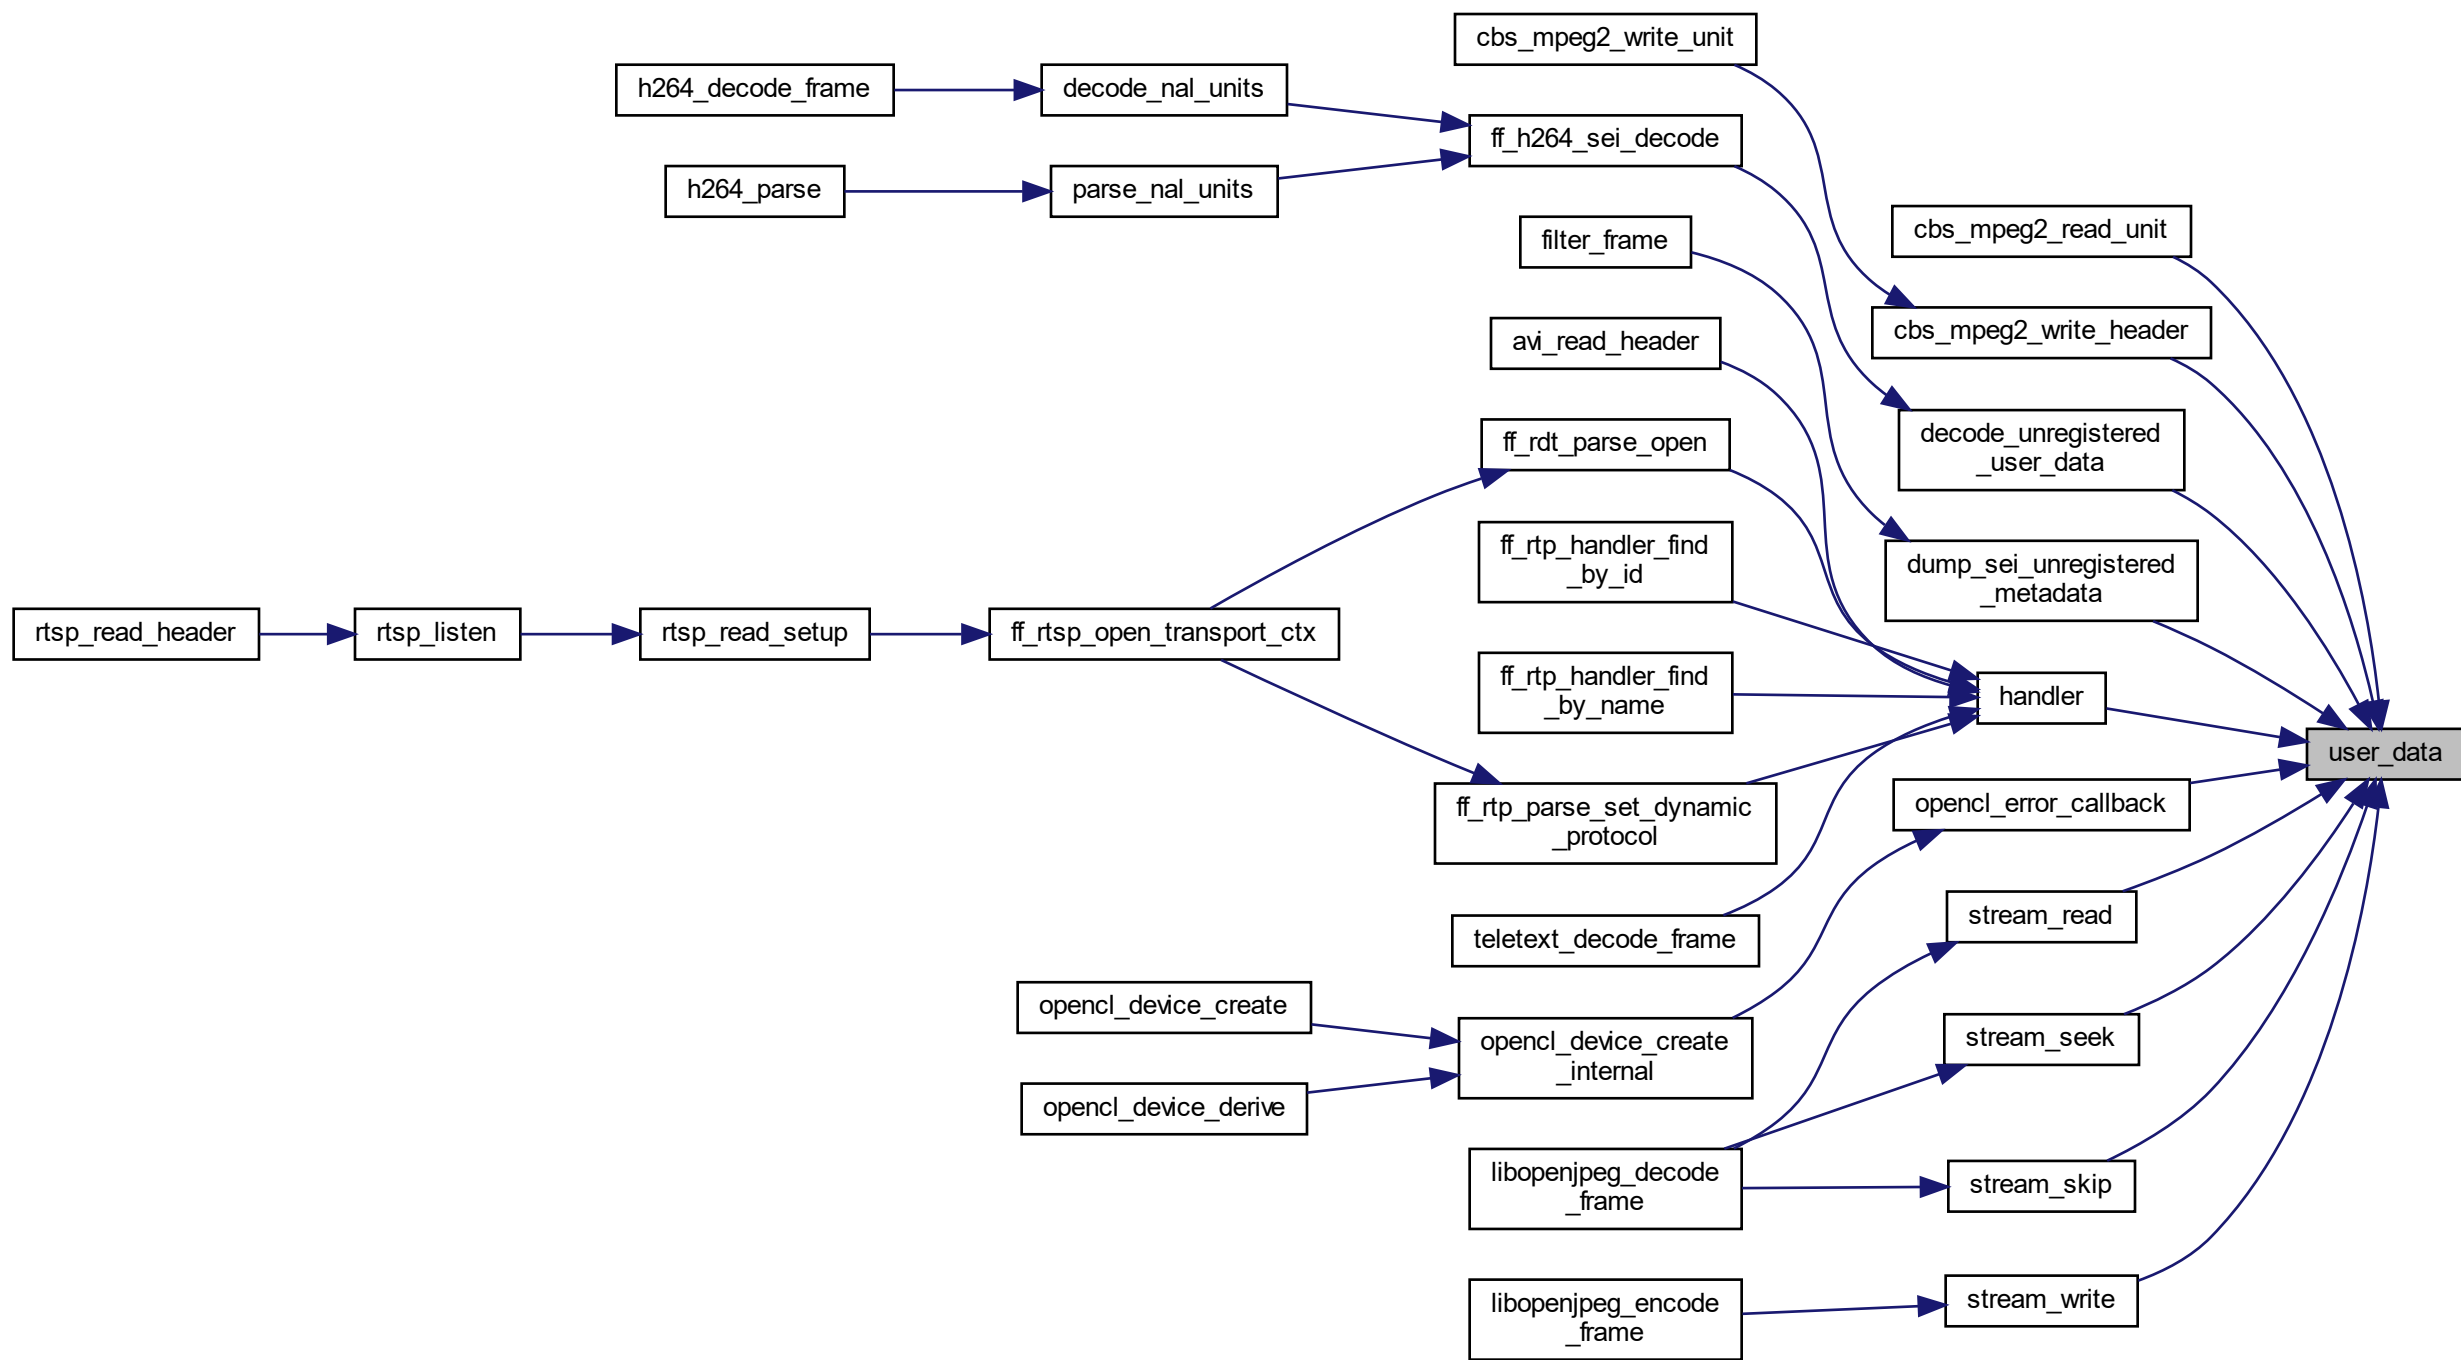 cbs_mpeg2_write_unit
h264_decode_frame
decode_nal_units
ff_h264_sei_decode
h264_parse
parse_nal_units
filter_frame
cbs_mpeg2_read_unit
avi_read_header
cbs_mpeg2_write_header
ff_rdt_parse_open
decode_unregistered
_user_data
ff_rtp_handler_find
_by_id
dump_sei_unregistered
_metadata
rtsp_read_header
rtsp_listen
rtsp_read_setup
ff_rtsp_open_transport_ctx
ff_rtp_handler_find
_by_name
handler
user_data
ff_rtp_parse_set_dynamic
_protocol
opencl_error_callback
teletext_decode_frame
stream_read
opencl_device_create
opencl_device_create
_internal
stream_seek
opencl_device_derive
libopenjpeg_decode
_frame
stream_skip
libopenjpeg_encode
_frame
stream_write